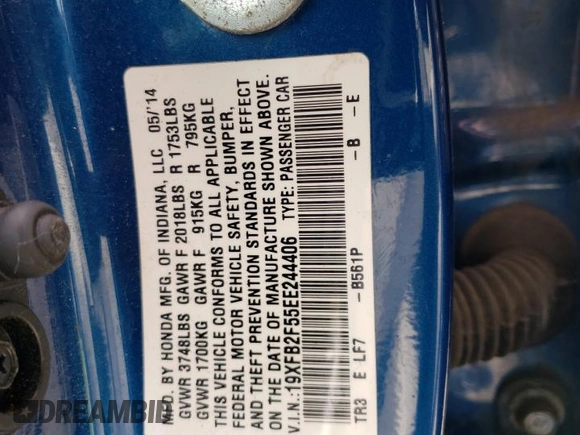 MFD. BY HONDA MFG. OF INDIANA, LLC 05/'14
GVWR 3748LBS GAWR F 2018LBS R 1753LBS
GVWR 1700KG GAWR F 915KG R 795KG
THIS VEHICLE CONFORMS TO ALL APPLICABLE
FEDERAL MOTOR VEHICLE SAFETY, BUMPER,
AND THEFT PREVENTION STANDARDS IN EFFECT
ON THE DATE OF MANUFACTURE SHOWN ABOVE.
V.I.N.:19XFB2F55EE244406 TYPE: PASSENGER CAR
TR3 E LF7 -B561P -B -E
DREAMBID